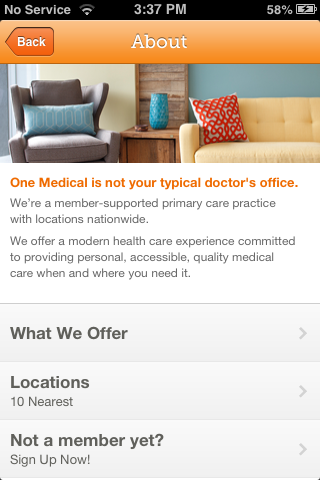 No Service 3:37 PM 58%
Back About
One Medical is not your typical doctor's office.
We're a member-supported primary care practice
with locations nationwide.
We offer a modern health care experience committed
to providing personal, accessible, quality medical
care when and where you need it.
What We Offer
Locations
10 Nearest
Not a member yet?
Sign Up Now!